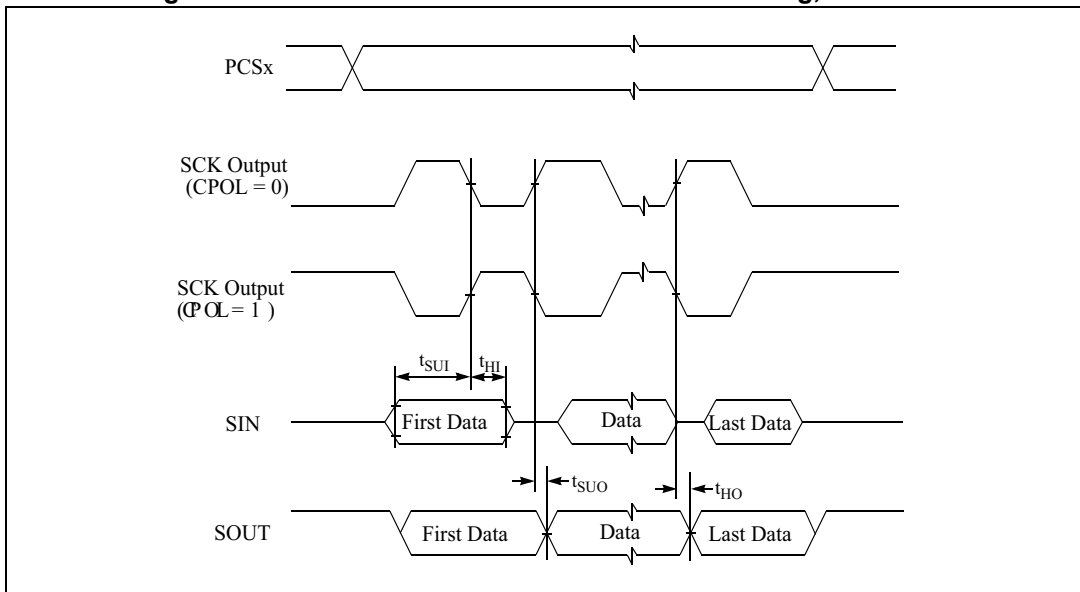 PCSx
SCK Output
(CPOL = 0)
SCK Output
(CPOL = 1 )
tSUI
tHI
SIN
First Data
Data
Last Data
tSUO
tHO
SOUT
First Data
Data
Last Data